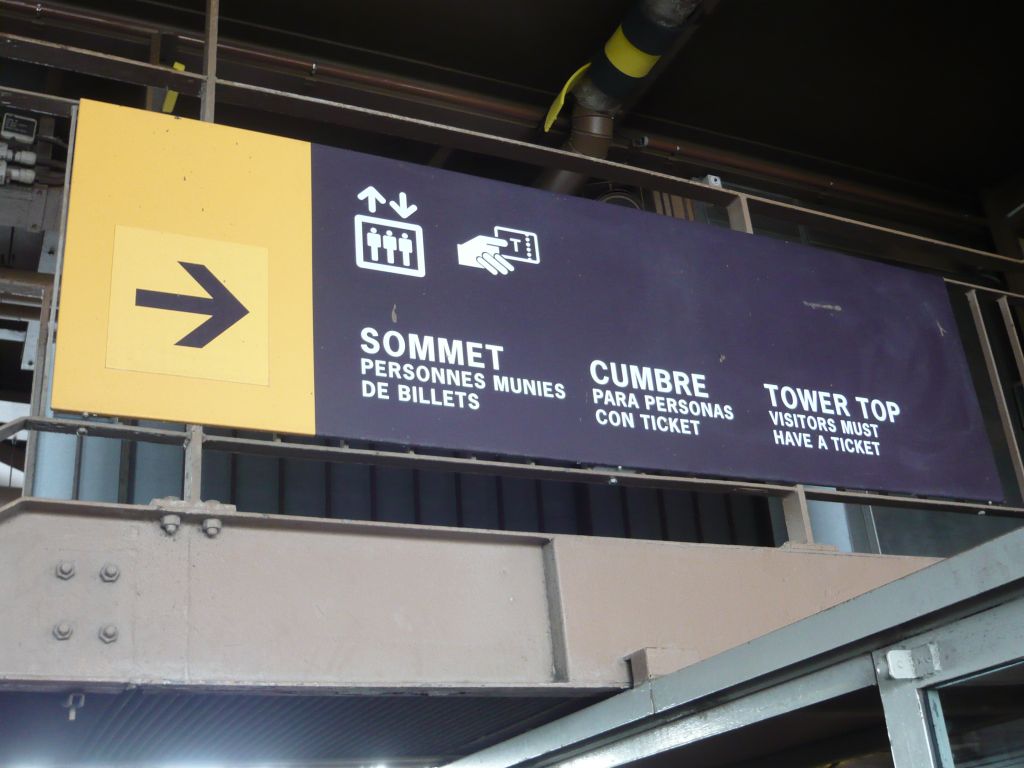 T
SOMMET
PERSONNES MUNIES
DE BILLETS
CUMBRE
PARA PERSONAS
CON TICKET
TOWER TOP
VISITORS MUST
HAVE A TICKET